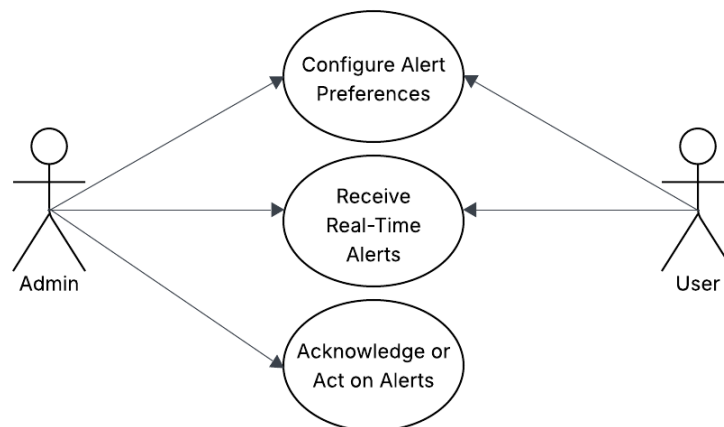 Configure Alert
Preferences
Receive
Real-Time
Alerts
Admin
User
Acknowledge or
Act on Alerts